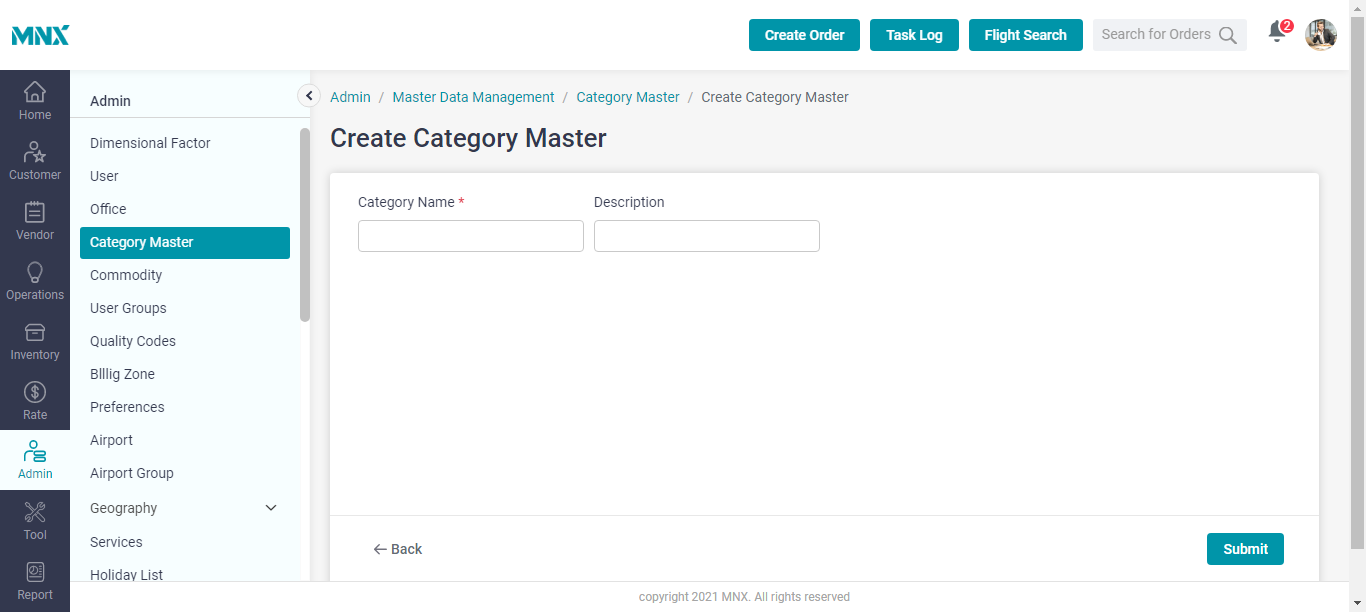 MNX
Create Order
Task Log
Flight Search
Search for Orders
2
Home
Customer
Vendor
Operations
Inventory
Rate
Admin
Tool
Report
Admin
Dimensional Factor
User
Office
Category Master
Commodity
User Groups
Quality Codes
Blllig Zone
Preferences
Airport
Airport Group
Geography
Services
Holiday List
Admin / Master Data Management / Category Master / Create Category Master
Create Category Master
Category Name * Description
Back
Submit
copyright 2021 MNX. All rights reserved